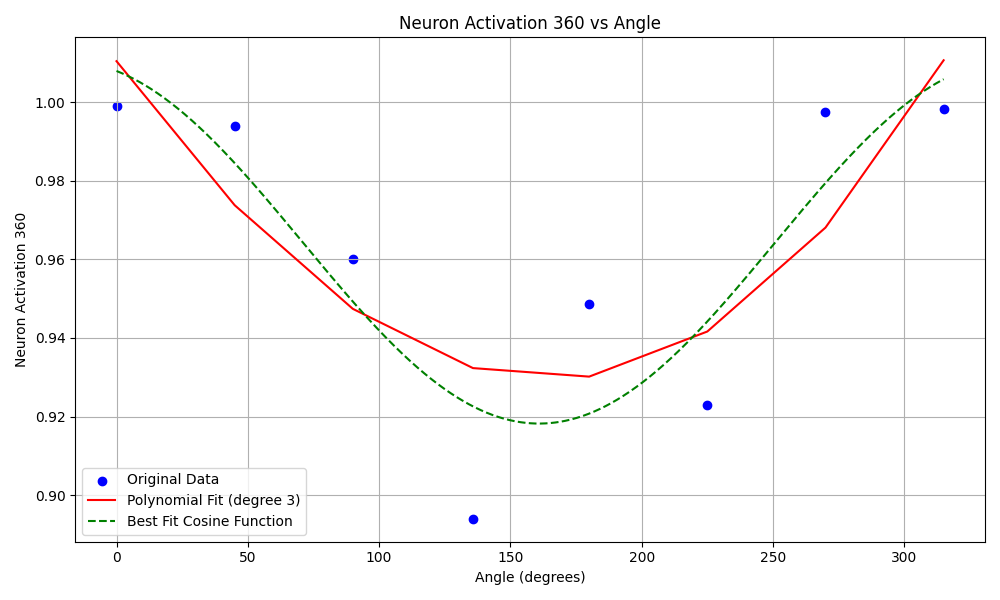 Neuron Activation 360 vs Angle
Neuron Activation 360
1.00
0.98
0.96
0.94
0.92
0.90
Original Data
Polynomial Fit (degree 3)
Best Fit Cosine Function
0 50 100 150 200 250 300
Angle (degrees)